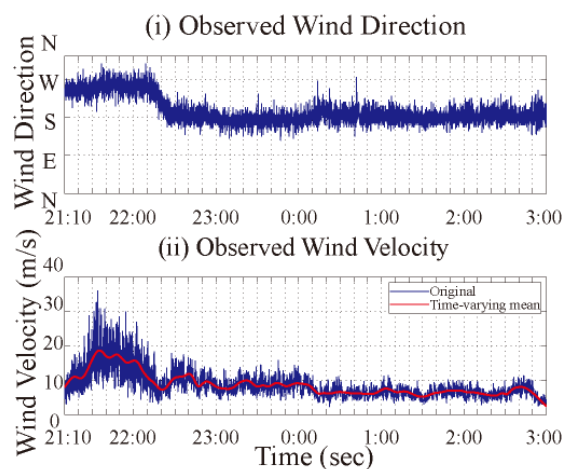 (i) Observed Wind Direction
Wind Direction
N
W
S
E
N
21:10 22:00 23:00 0:00 1:00 2:00 3:00
(ii) Observed Wind Velocity
Wind Velocity (m/s)
40
30
20
10
0
Original
Time-varying mean
21:10 22:00 23:00 0:00 1:00 2:00 3:00
Time (sec)